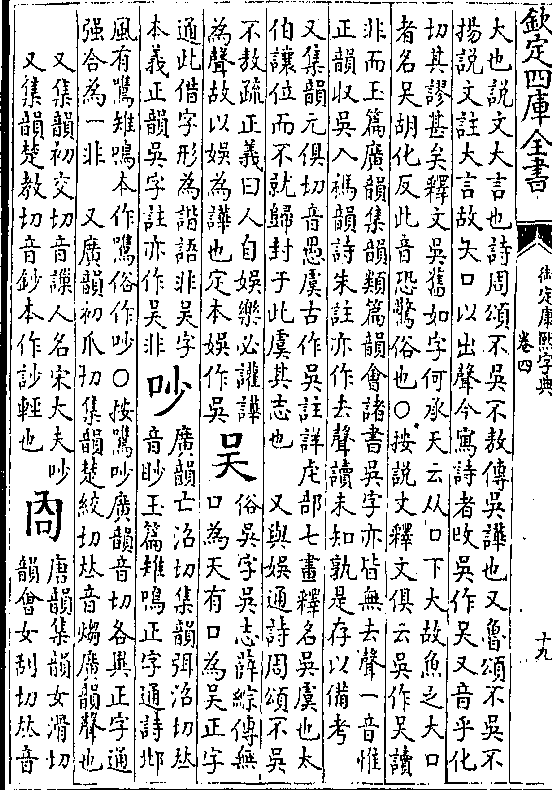 欽定四庫全書
御定康熙字典
卷四
十九
大也說文大言也詩周頌不吳不敖傳吳譁也又魯頌不吳不
揚說文註大言故夨口以出聲今寫詩者改吳作吴又音乎化
切其謬甚矣釋文吳舊如字何承天云从口下大故魚之大口
者名吴胡化反此音恐驚俗也○按說文釋文俱云吳作吴讀
非而玉篇廣韻集韻類篇韻會諸書吳字亦皆無去聲一音惟
正韻收吳入禡韻詩朱註亦作去聲讀未知孰是存以備考
又集韻元俱切音愚虞古作吳註詳虍部七畫釋名吳虞也太
伯讓位而不就歸封于此虞其志也 又與娛通詩周頌不吳
不敖疏正義曰人自娛樂必讙譁
為聲故以娛為譁也定本娛作吳
吴
俗吳字吳志薛綜傳無
口為天有口為吴正字
通此借字形為諧語非吳字
本義正韻吳字註亦作吴非
吵
廣韻亡沼切集韻弭沼切𠀤
音眇玉篇雉鳴正字通詩邶
風有鷕雉鳴本作鷕俗作吵○按鷕吵廣韻音切各異正字通
强合為一非 又廣韻初爪切集韻楚絞切𠀤音煼廣韻聲也
又集韻初交切音䜈人名宋大夫吵
又集韻楚教切音鈔本作訬輕也
㕯
唐韻集韻女滑切
韻會女刮切𠀤音